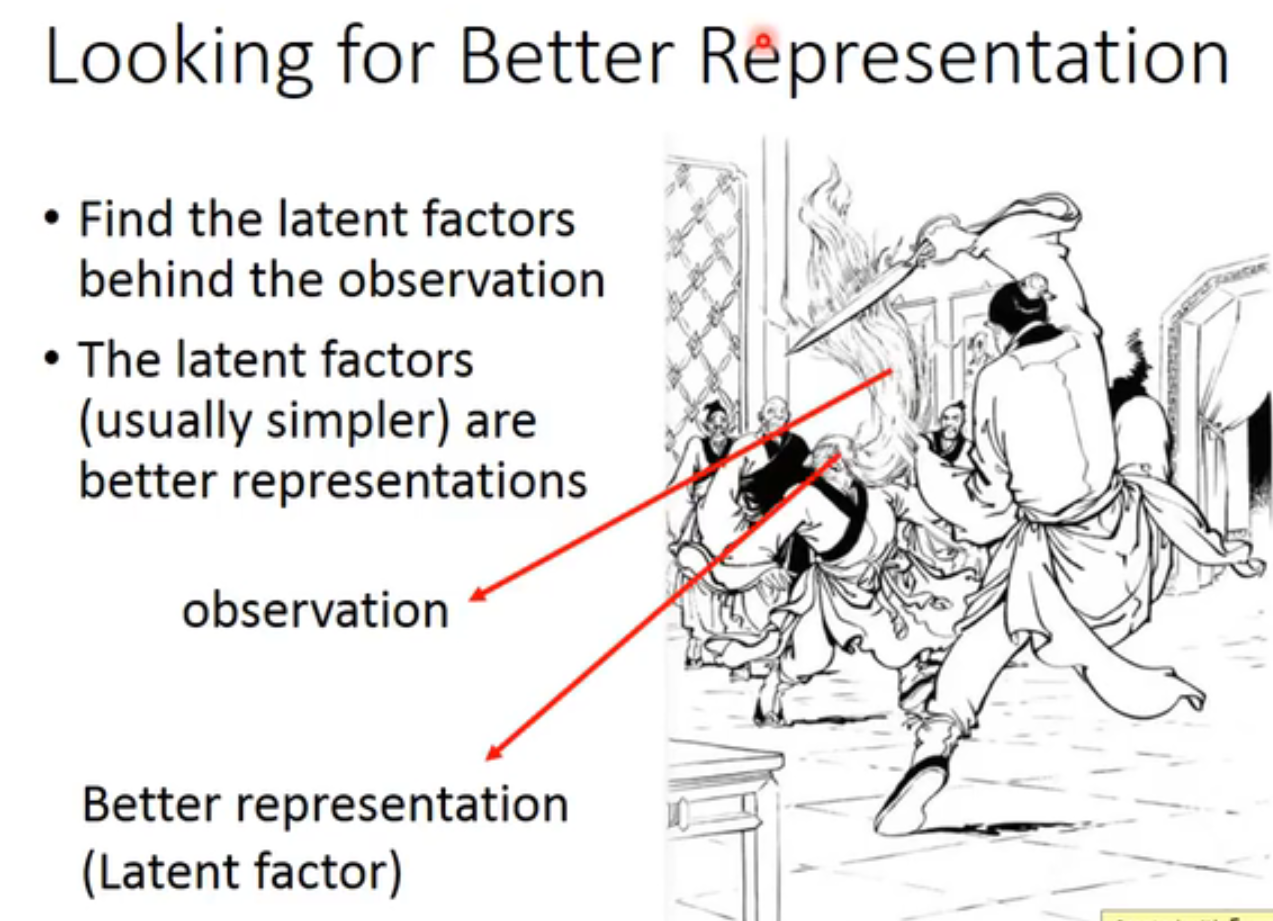 Looking for Better Representation
• Find the latent factors
behind the observation
• The latent factors
(usually simpler) are
better representations
observation
Better representation
(Latent factor)